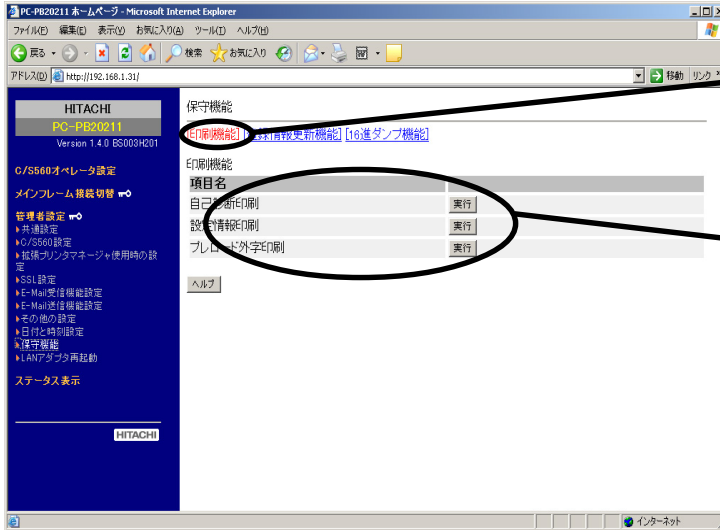 PC-PB20211 ホームページ - Microsoft Internet Explorer
ファイル(F) 編集(E) 表示(V) お気に入り(A) ツール(T) ヘルプ(H)
戻る 検索 お気に入り
アドレス(D) http://192.168.1.31/ 移動 リンク
HITACHI
PC-PB20211
Version 1.4.0 BS003H201
C/S560オペレータ設定
メインフレーム接続切替
管理者設定
共通設定
C/S560設定
拡張プリンタマネージャ使用時の設定
SSL設定
E-Mail受信機能設定
E-Mail送信機能設定
その他の設定
日付と時刻設定
保守機能
LANアダプタ再起動
ステータス表示
HITACHI
保守機能
[印刷機能] [登録情報更新機能] [16進ダンプ機能]
印刷機能
項目名
自己診断印刷 実行
設定情報印刷 実行
プレロード外字印刷 実行
ヘルプ
インターネット